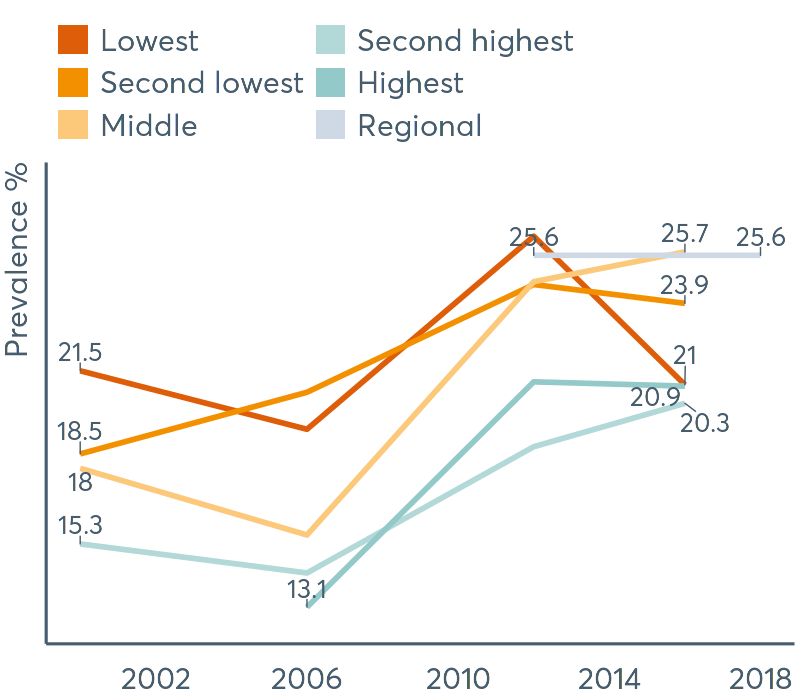 Lowest
Second lowest
Middle
Second highest
Highest
Regional
Prevalence %
25.6
25.7
25.6
23.9
21.5
21
20.9
20.3
18.5
18
15.3
13.1
2002
2006
2010
2014
2018